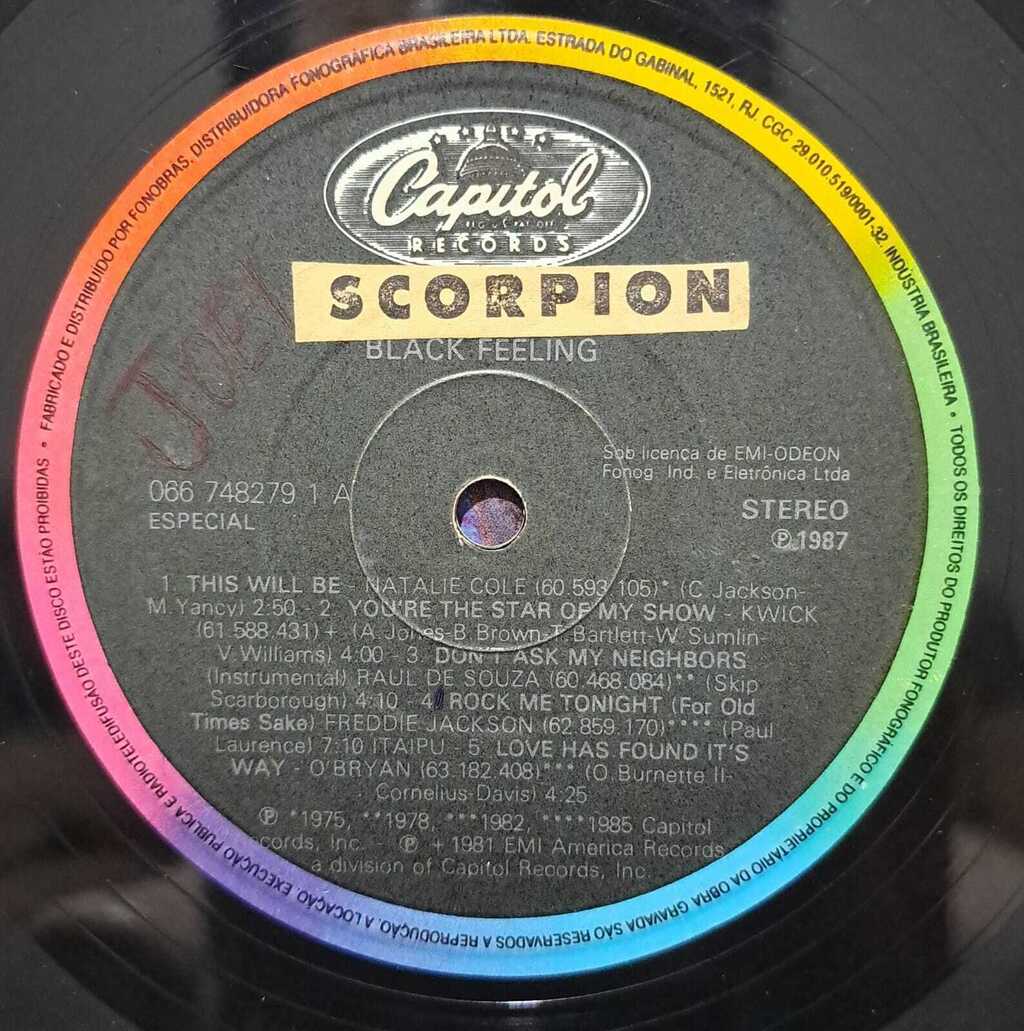 FABRICADO E DISTRIBUIDO POR FONOBRAS, DISTRIBUIDORA FONOGRÁFICA BRASILEIRA LTDA. ESTRADA DO GABINAL, 1521, RJ. CGC 29.010.519/0001-32. INDÚSTRIA BRASILEIRA • TODOS OS DIREITOS DO PRODUTOR FONOGRÁFICO E DO PROPRIETARIO DA OBRA GRAVADA SÃO RESERVADOS A REPRODUÇÃO, A LOCAÇÃO, EXECUÇÃO PUBLICA E RADIOTELEDIFUSÃO DESTE DISCO ESTÃO PROIBIDAS •
Capitol
RECORDS
SCORPION
BLACK FEELING
Sob licença de EMI-ODEON
Fonog. Ind. e Eletrônica Ltda
066 748279 1 A
ESPECIAL
STEREO
℗ 1987
1. THIS WILL BE - NATALIE COLE (60 593 105)* (C. Jackson-
M. Yancy) 2:50 - 2. YOU'RE THE STAR OF MY SHOW - KWICK
(61.588.431) + (A. Jones-B. Brown-T. Bartlett-W. Sumlin-
V. Williams) 4:00 - 3. DON'T ASK MY NEIGHBORS
(Instrumental) RAUL DE SOUZA (60 468 084)** (Skip
Scarborough) 4:10 - 4. ROCK ME TONIGHT (For Old
Times Sake) FREDDIE JACKSON (62.859.170)**** (Paul
Laurence) 7:10 ITAIPU 5. LOVE HAS FOUND IT'S
WAY - O'BRYAN (63.182.408)*** (O. Burnette II-
Cornelius-Davis) 4:25
℗ *1975, **1978, ***1982, ****1985 Capitol
Records, Inc. - ℗ + 1981 EMI America Records,
a division of Capitol Records, Inc.